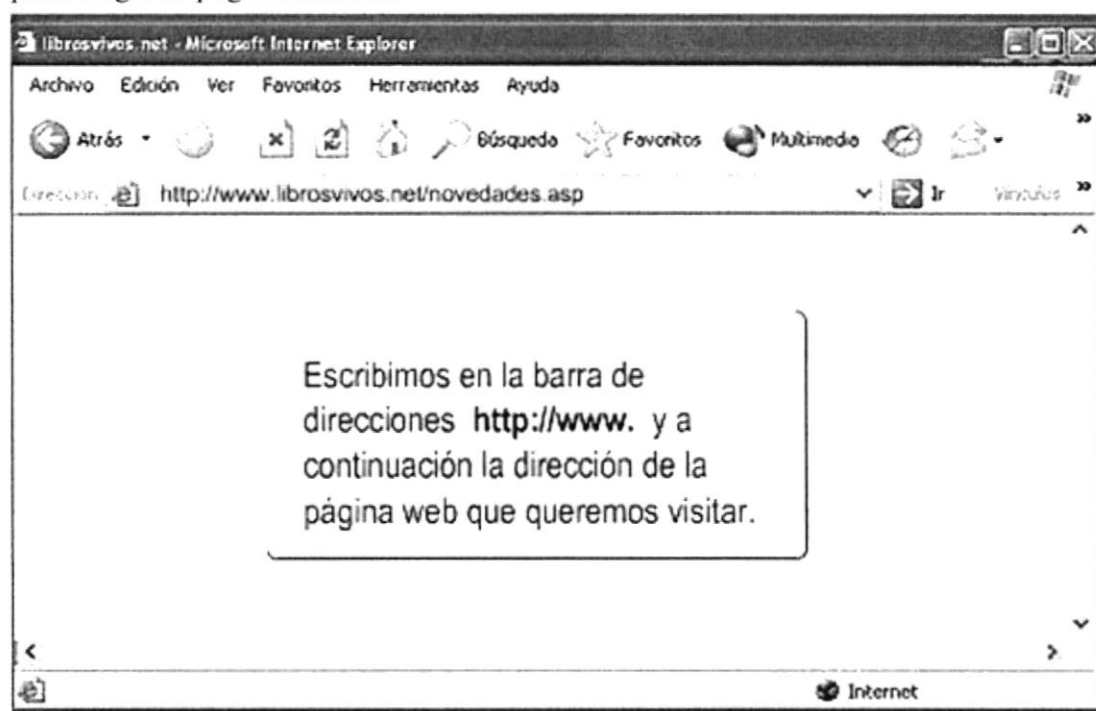 librosvivos.net - Microsoft Internet Explorer
Archivo Edición Ver Favoritos Herramientas Ayuda
Atrás Búsqueda Favoritos Multimedia
Dirección http://www.librosvivos.net/novedades.asp Ir Vínculos
Escribimos en la barra de
direcciones http://www. y a
continuación la dirección de la
página web que queremos visitar.
Internet